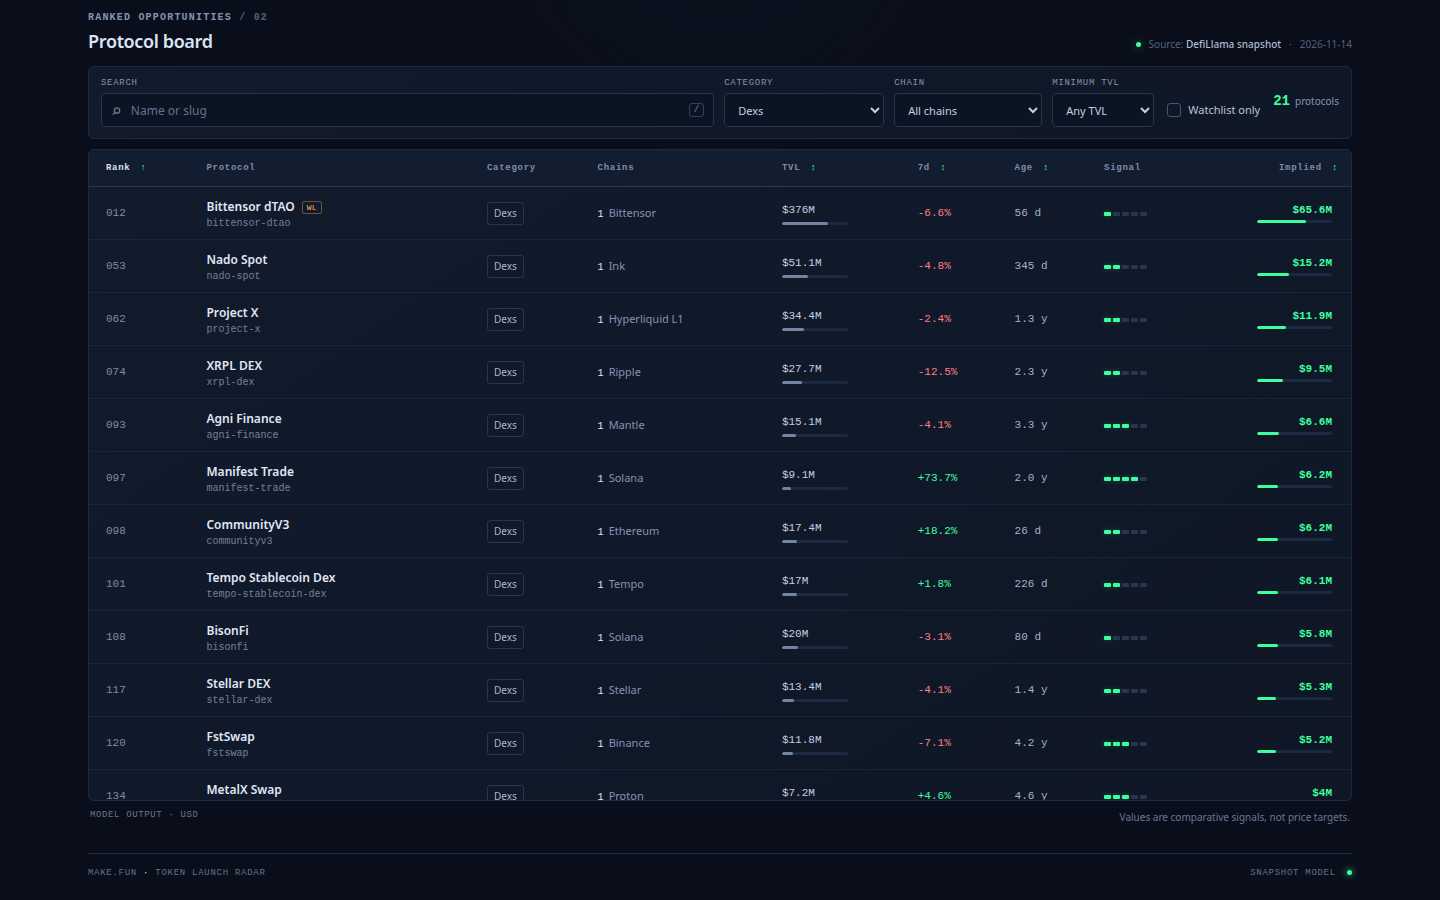 RANKED OPPORTUNITIES / 02
Protocol board
Source: DefiLlama snapshot · 2026-11-14
SEARCH CATEGORY CHAIN MINIMUM TVL
Name or slug / Dexs All chains Any TVL Watchlist only 21 protocols
Rank ↑ Protocol Category Chains TVL ↕ 7d ↕ Age ↕ Signal Implied ↕
012 Bittensor dTAO WL Dexs 1 Bittensor $376M -6.6% 56 d $65.6M
bittensor-dtao
053 Nado Spot Dexs 1 Ink $51.1M -4.8% 345 d $15.2M
nado-spot
062 Project X Dexs 1 Hyperliquid L1 $34.4M -2.4% 1.3 y $11.9M
project-x
074 XRPL DEX Dexs 1 Ripple $27.7M -12.5% 2.3 y $9.5M
xrpl-dex
093 Agni Finance Dexs 1 Mantle $15.1M -4.1% 3.3 y $6.6M
agni-finance
097 Manifest Trade Dexs 1 Solana $9.1M +73.7% 2.0 y $6.2M
manifest-trade
098 CommunityV3 Dexs 1 Ethereum $17.4M +18.2% 26 d $6.2M
communityv3
101 Tempo Stablecoin Dex Dexs 1 Tempo $17M +1.8% 226 d $6.1M
tempo-stablecoin-dex
108 BisonFi Dexs 1 Solana $20M -3.1% 80 d $5.8M
bisonfi
117 Stellar DEX Dexs 1 Stellar $13.4M -4.1% 1.4 y $5.3M
stellar-dex
120 FstSwap Dexs 1 Binance $11.8M -7.1% 4.2 y $5.2M
fstswap
134 MetalX Swap Dexs 1 Proton $7.2M +4.6% 4.6 y $4M
MODEL OUTPUT · USD
Values are comparative signals, not price targets.
MAKE.FUN · TOKEN LAUNCH RADAR
SNAPSHOT MODEL